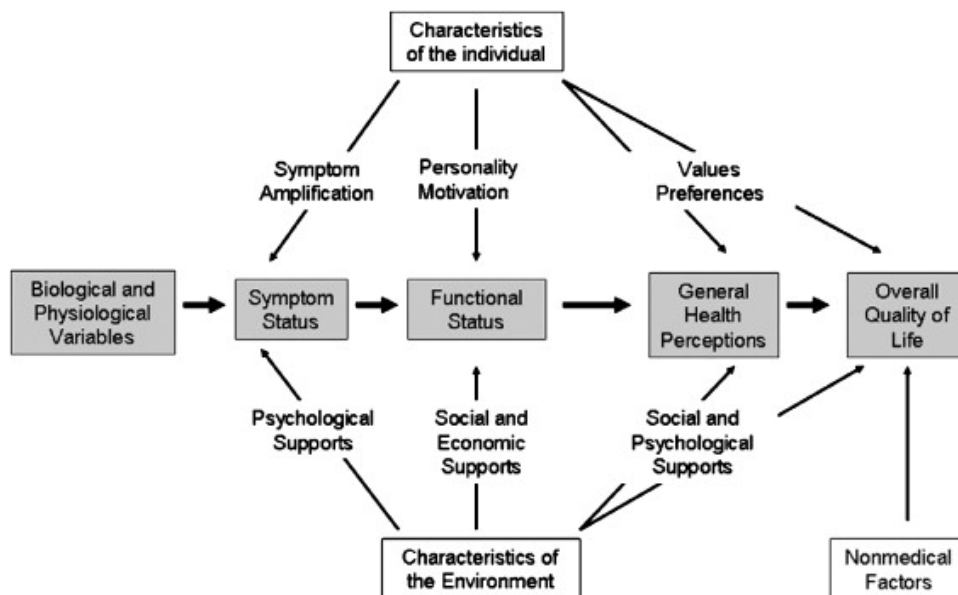 Characteristics
of the individual
Symptom
Amplification
Personality
Motivation
Values
Preferences
Biological and
Physiological
Variables
Symptom
Status
Functional
Status
General
Health
Perceptions
Overall
Quality of
Life
Psychological
Supports
Social and
Economic
Supports
Social and
Psychological
Supports
Characteristics of
the Environment
Nonmedical
Factors